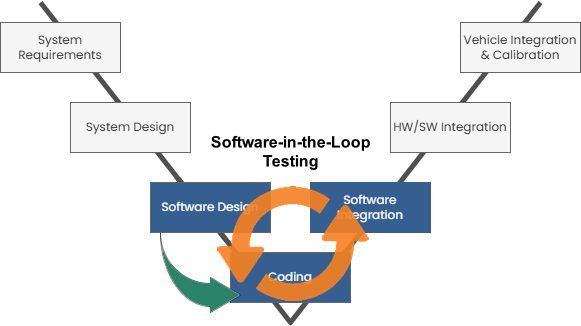 System
Requirements
Vehicle Integration
& Calibration
System Design
HW/SW Integration
Software-in-the-Loop
Testing
Software Design
Software
Integration
Coding